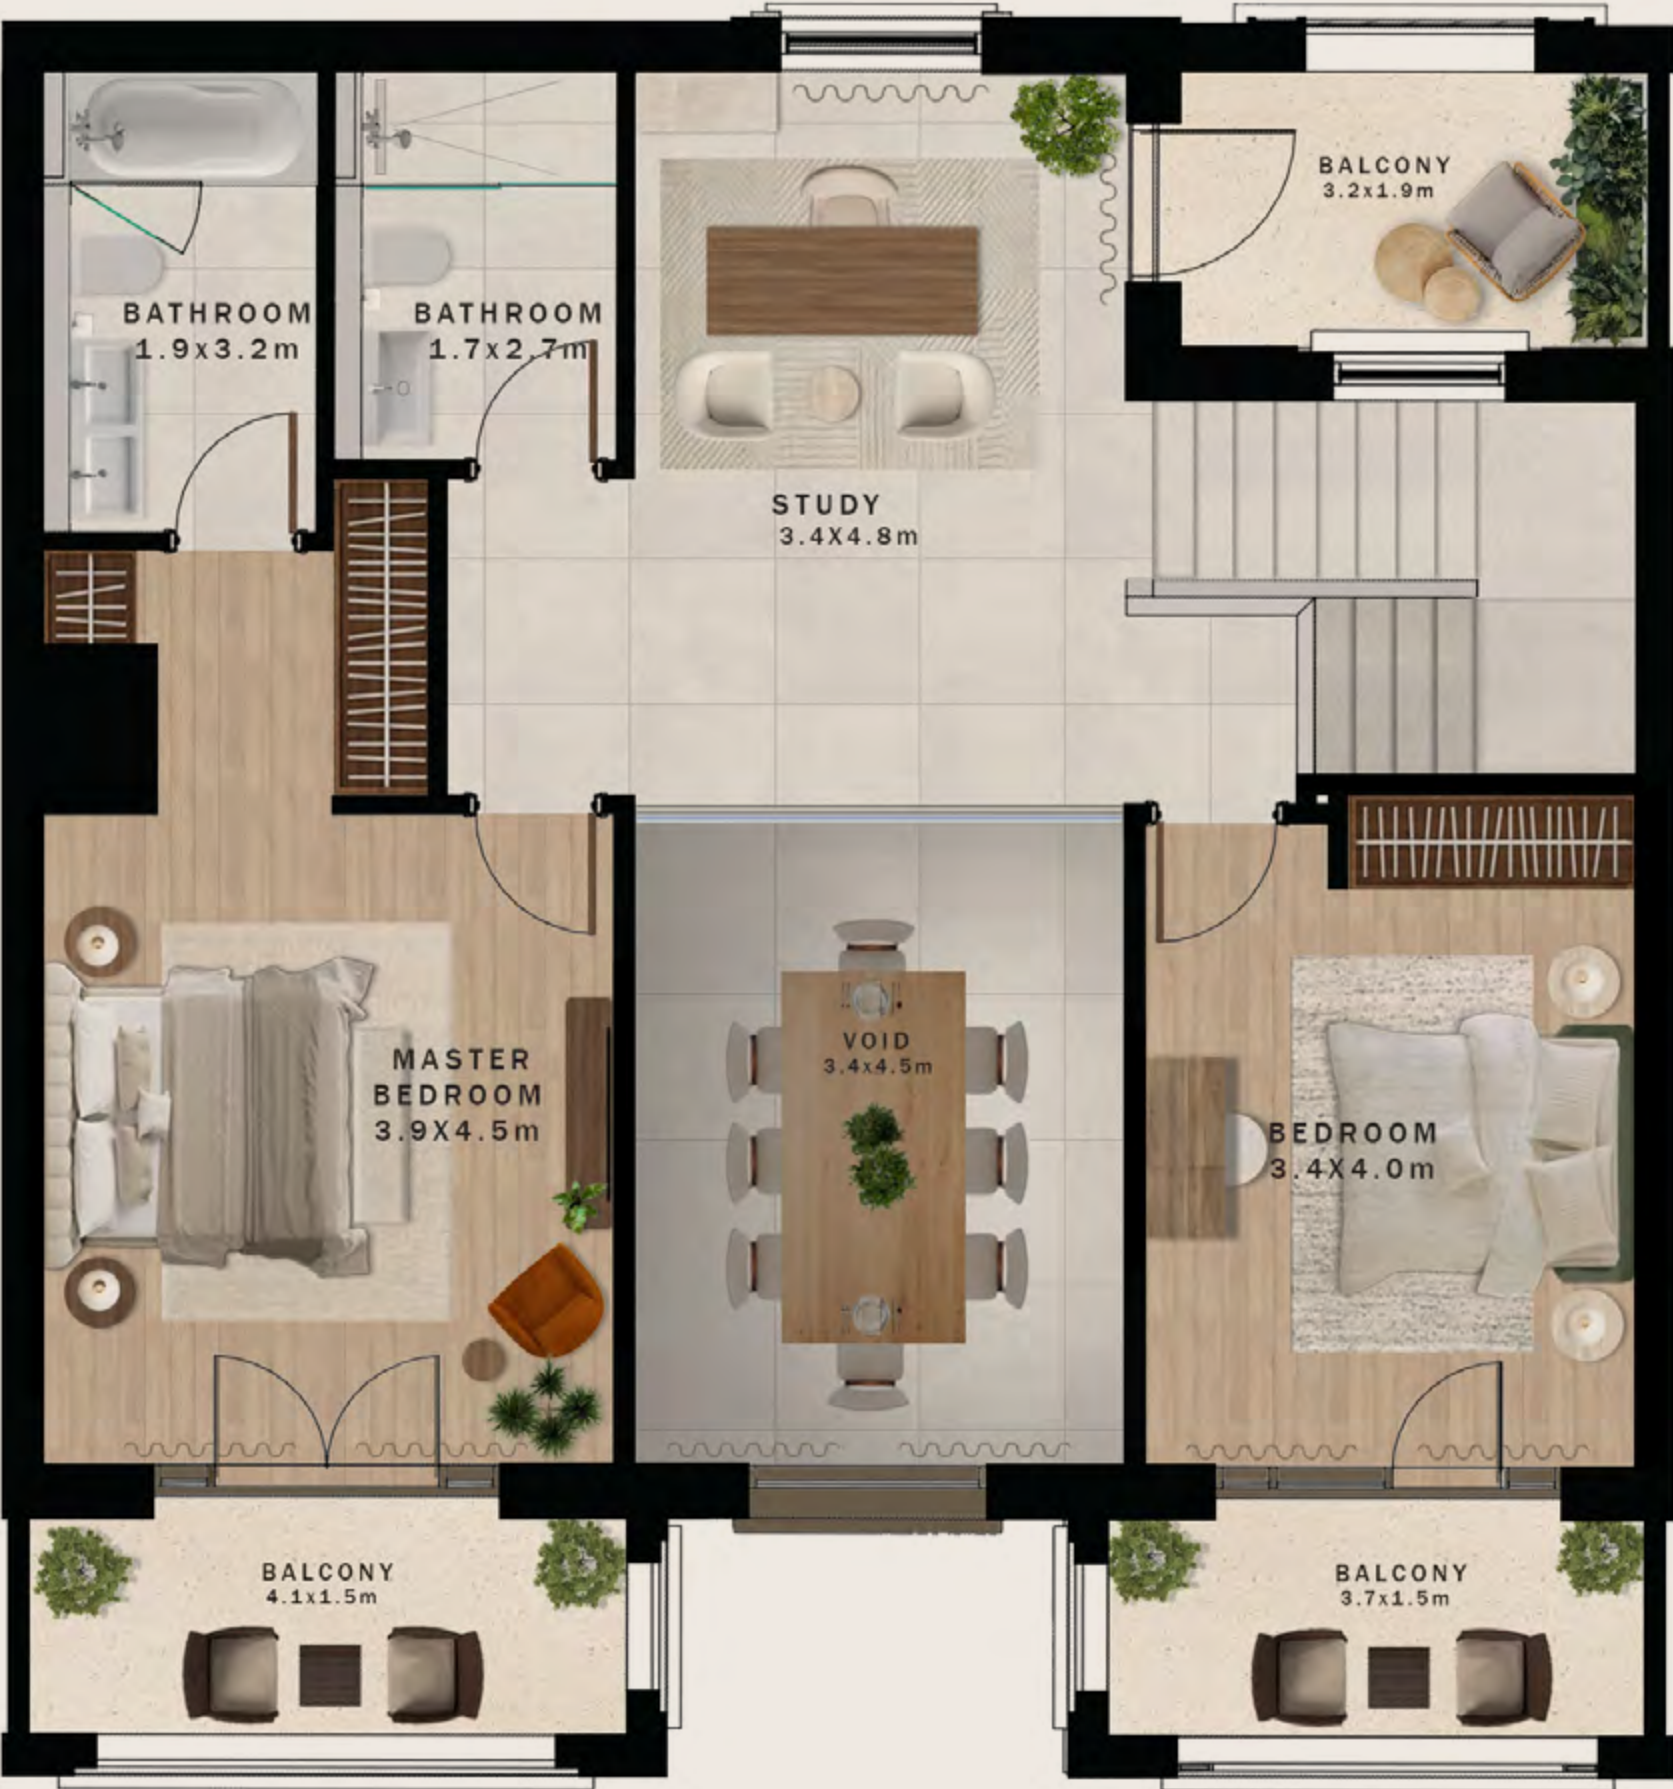 BALCONY
3.2x1.9m
BATHROOM
1.9x3.2m
BATHROOM
1.7x2.7m
STUDY
3.4X4.8m
MASTER
BEDROOM
3.9X4.5m
VOID
3.4x4.5m
BEDROOM
3.4X4.0m
BALCONY
4.1x1.5m
BALCONY
3.7x1.5m